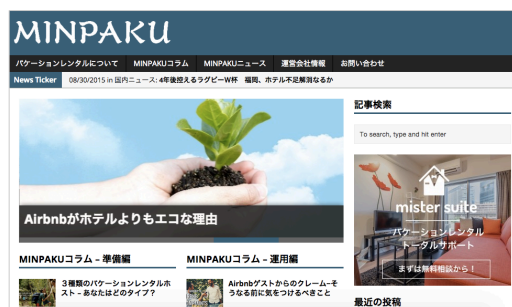 MINPAKU
バケーションレンタルについて MINPAKUコラム MINPAKUニュース 運営会社情報 お問い合わせ
News Ticker 08/30/2015 in 国内ニュース: 4年後控えるラグビーW杯 福岡、ホテル不足解消なるか
記事検索
To search, type and hit enter
Airbnbがホテルよりもエコな理由
mister suite
バケーションレンタル
トータルサポート
まずは無料相談から！
MINPAKUコラム – 準備編
MINPAKUコラム – 運用編
３種類のバケーションレンタルホ
スト – あなたはどのタイプ？
Airbnbゲストからのクレーム–そ
うなる前に気をつけるべきこと
最近の投稿